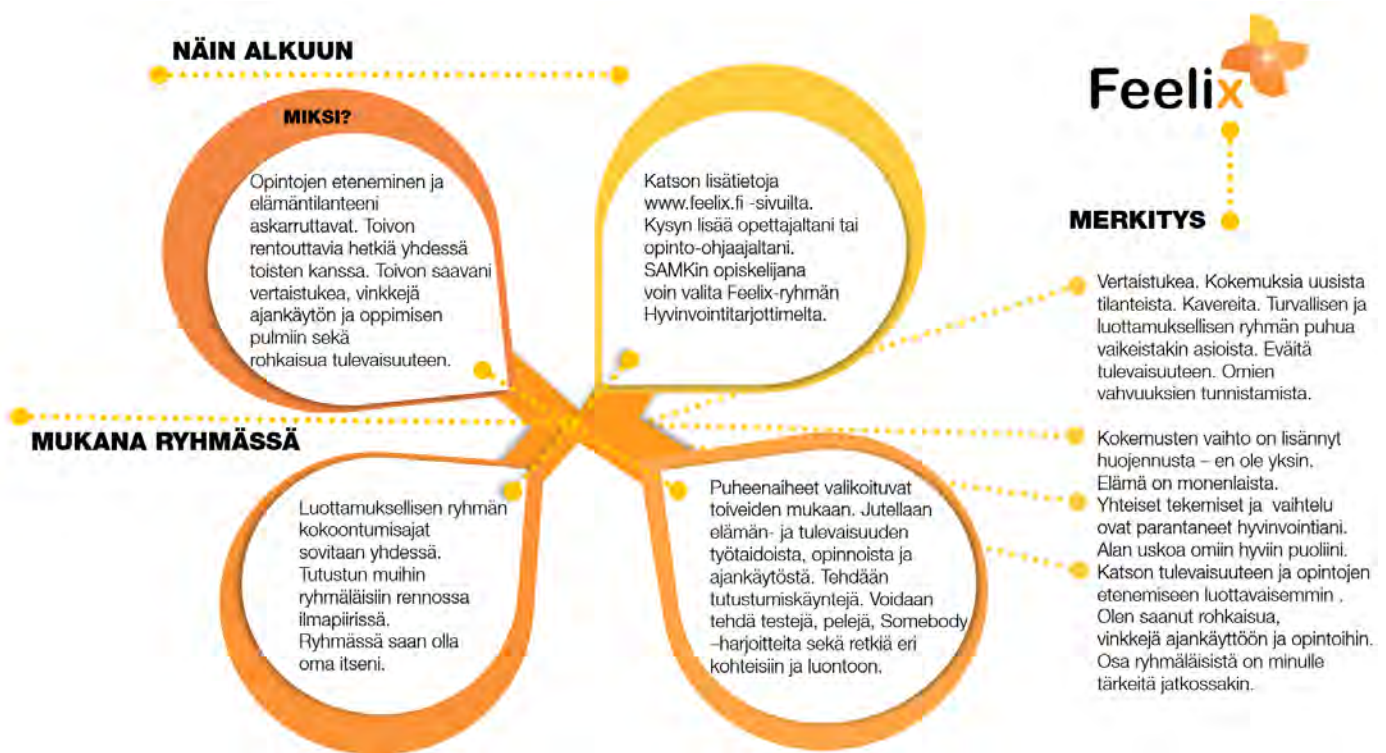 NÄIN ALKUUN
MIKSI?
Opintojen eteneminen ja
elämäntilanteeni
askarruttavat. Toivon
rentouttavia hetkiä yhdessä
toisten kanssa. Toivon saavani
vertaistukea, vinkkejä
ajankäytön ja oppimisen
pulmiin sekä
rohkaisua tulevaisuuteen.
Katson lisätietoja
www.feelix.fi -sivuilta.
Kysyn lisää opettajaltani tai
opinto-ohjaajaltani.
SAMKin opiskelijana
voin valita Feelix-ryhmän
Hyvinvointitarjottimelta.
MUKANA RYHMÄSSÄ
Luottamuksellisen ryhmän
kokoontumisajat
sovitaan yhdessä.
Tutustun muihin
ryhmäläisiin rennossa
ilmapiirissä.
Ryhmässä saan olla
oma itseni.
Puheenaiheet valikoituvat
toiveiden mukaan. Jutellaan
elämän- ja tulevaisuuden
työtaidoista, opinnoista ja
ajankäytöstä. Tehdään
tutustumiskäyntejä. Voidaan
tehdä testejä, pelejä, Somebody
–harjoitteita sekä retkiä eri
kohteisiin ja luontoon.
Feelix
MERKITYS
Vertaistukea. Kokemuksia uusista
tilanteista. Kavereita. Turvallisen ja
luottamuksellisen ryhmän puhua
vaikeistakin asioista. Eväitä
tulevaisuuteen. Omien
vahvuuksien tunnistamista.
Kokemusten vaihto on lisännyt
huojennusta – en ole yksin.
Elämä on monenlaista.
Yhteiset tekemiset ja vaihtelu
ovat parantaneet hyvinvointiani.
Alan uskoa omiin hyviin puoliini.
Katson tulevaisuuteen ja opintojen
etenemiseen luottavaisemmin .
Olen saanut rohkaisua,
vinkkejä ajankäyttöön ja opintoihin.
Osa ryhmäläisistä on minulle
tärkeitä jatkossakin.